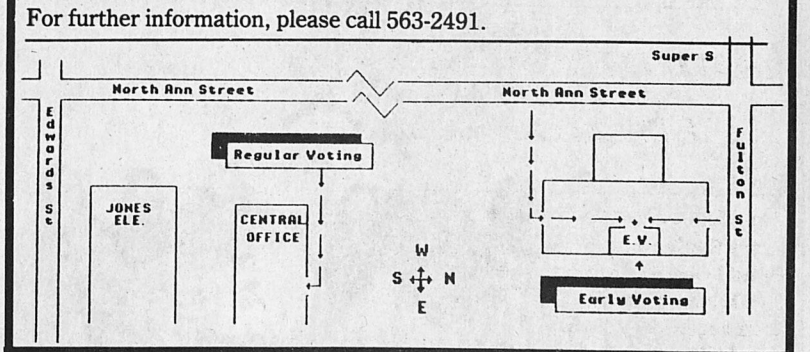 For further information, please call 563-2491.
Super S
North Ann Street
North Ann Street
Edwards St
Fulton St
Regular Voting
JONES
ELE.
CENTRAL
OFFICE
E.V.
W
S N
E
Early Voting